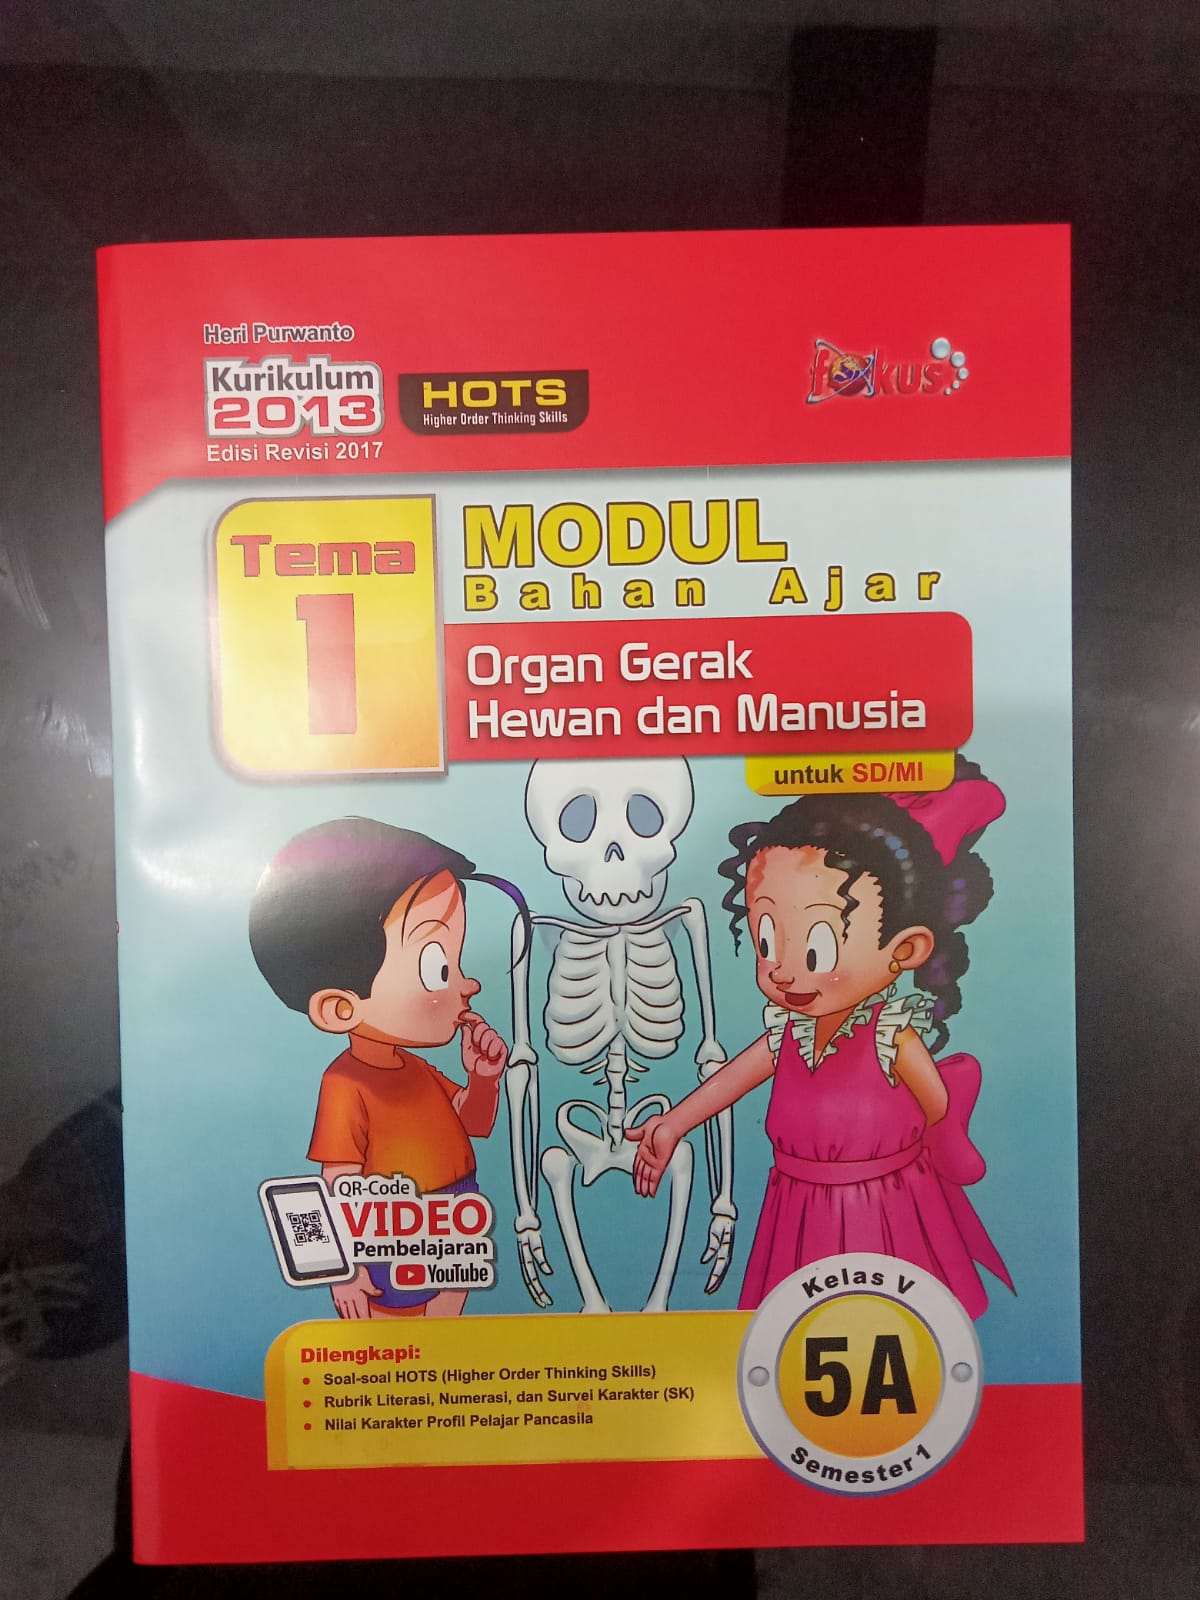 Heri Purwanto
Kurikulum
2013
Edisi Revisi 2017
HOTS
Higher Order Thinking Skills
fokus
Tema
1
MODUL
Bahan Ajar
Organ Gerak
Hewan dan Manusia
untuk SD/MI
QR-Code
VIDEO
Pembelajaran
YouTube
Dilengkapi:
• Soal-soal HOTS (Higher Order Thinking Skills)
• Rubrik Literasi, Numerasi, dan Survei Karakter (SK)
• Nilai Karakter Profil Pelajar Pancasila
Kelas V
5A
Semester 1